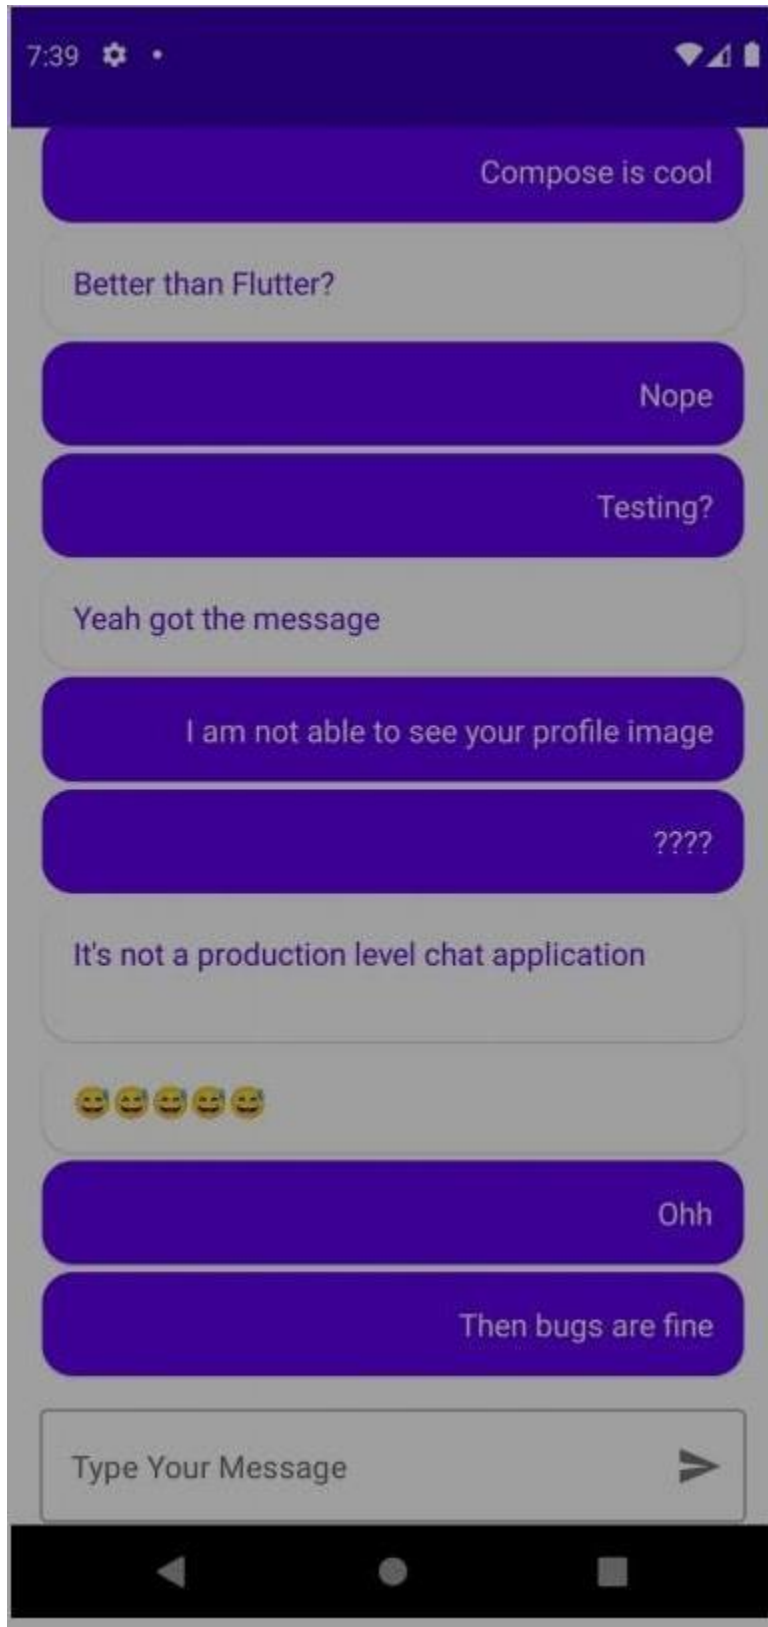 7:39
Compose is cool
Better than Flutter?
Nope
Testing?
Yeah got the message
I am not able to see your profile image
????
It's not a production level chat application
😅😅😅😅😅
Ohh
Then bugs are fine
Type Your Message